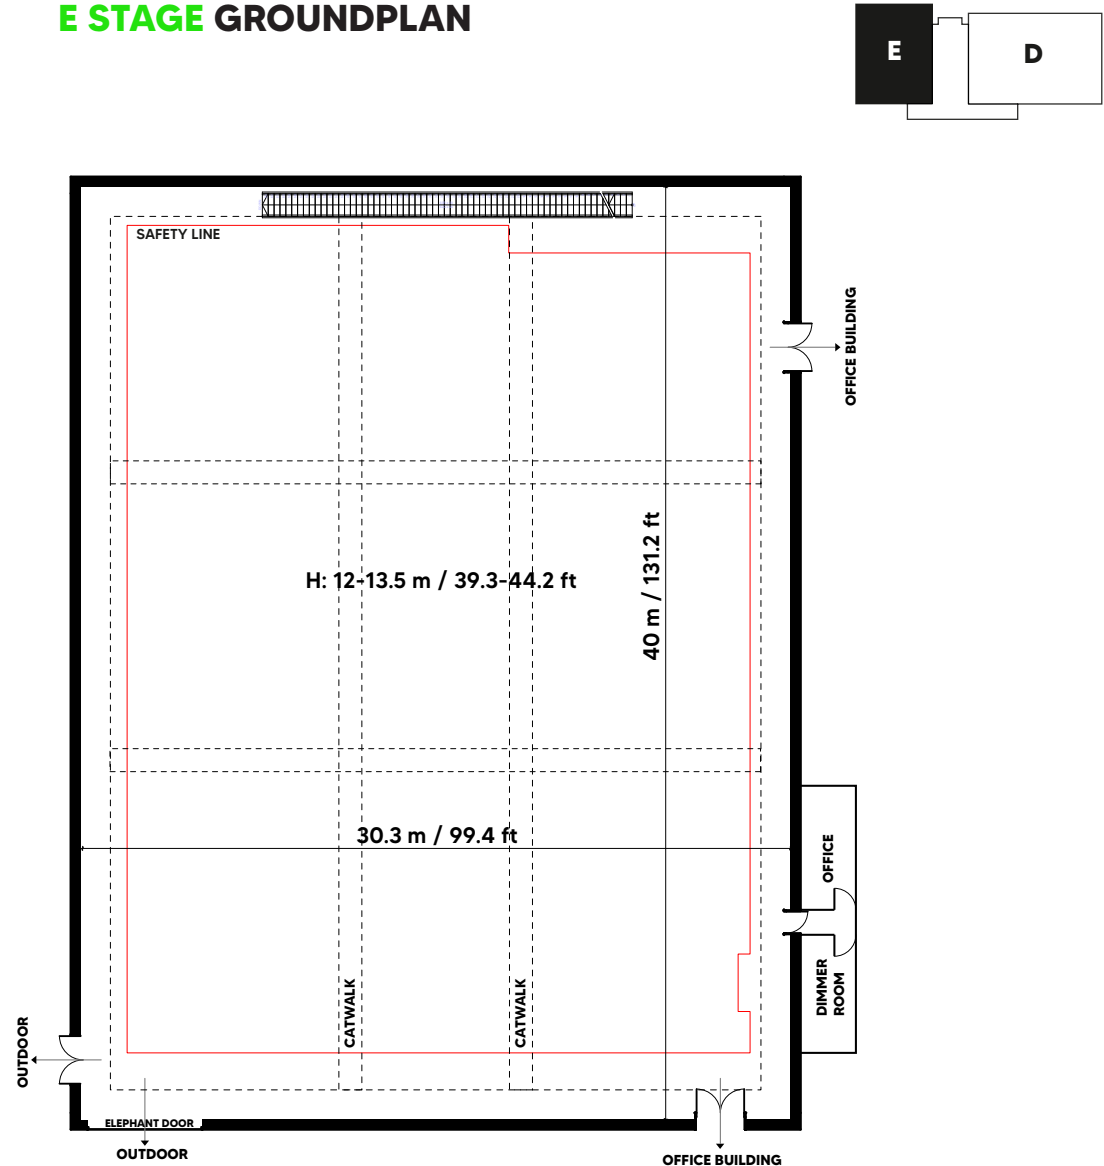 E STAGE GROUNDPLAN
E
D
SAFETY LINE
OFFICE BUILDING
H: 12-13.5 m / 39.3-44.2 ft
40 m / 131.2 ft
30.3 m / 99.4 ft
OFFICE
DIMMER
ROOM
CATWALK
CATWALK
OUTDOOR
ELEPHANT DOOR
OUTDOOR
OFFICE BUILDING